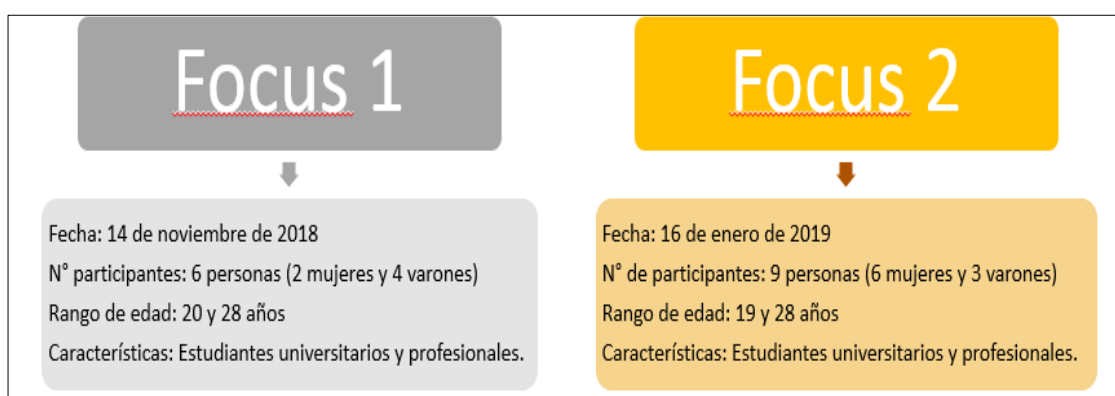 Focus 1
Fecha: 14 de noviembre de 2018
N° participantes: 6 personas (2 mujeres y 4 varones)
Rango de edad: 20 y 28 años
Características: Estudiantes universitarios y profesionales.
Focus 2
Fecha: 16 de enero de 2019
N° de participantes: 9 personas (6 mujeres y 3 varones)
Rango de edad: 19 y 28 años
Características: Estudiantes universitarios y profesionales.